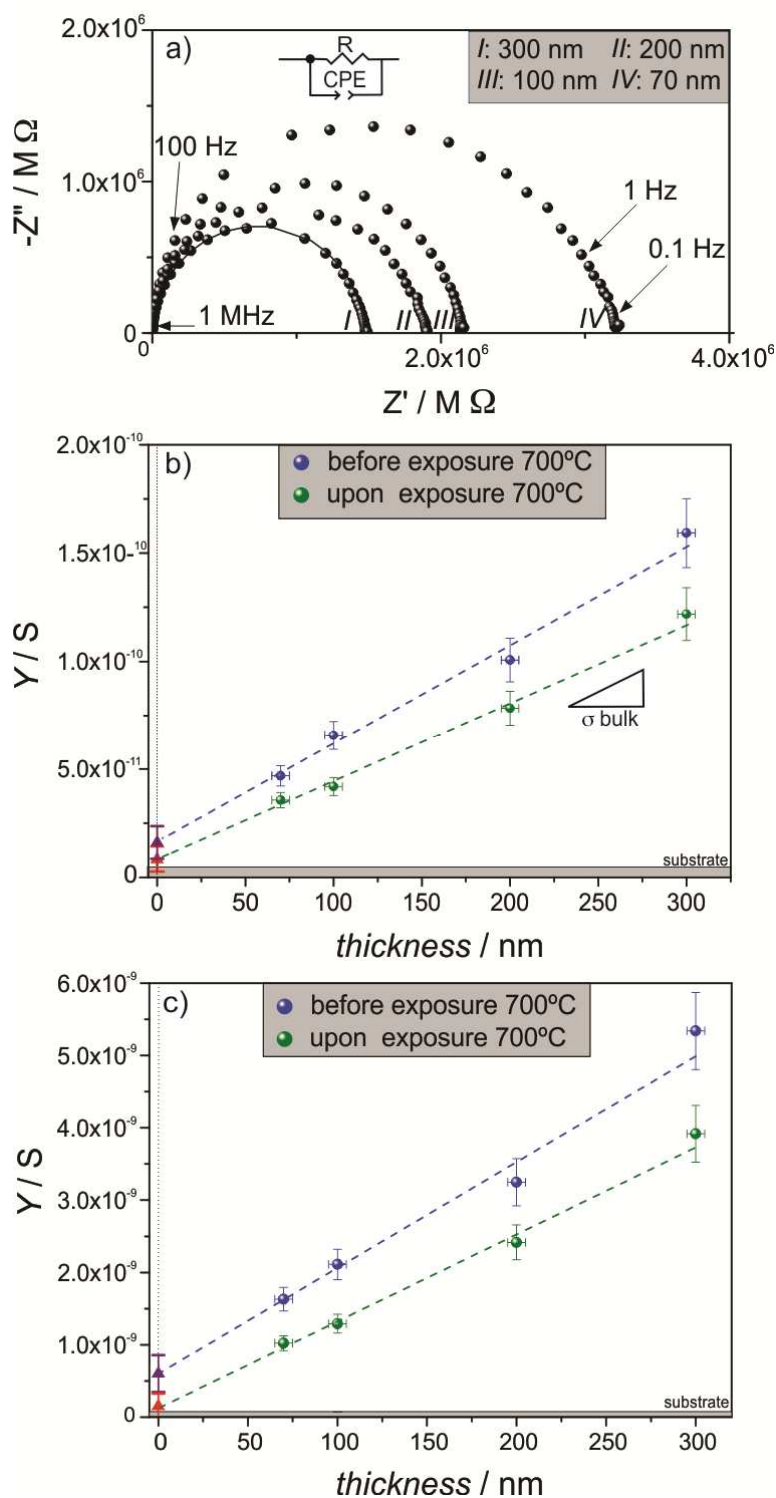 a)
R
CPE
I: 300 nm II: 200 nm
III: 100 nm IV: 70 nm
2.0x10⁶
1.0x10⁶
0
-Z" / M Ω
100 Hz
1 Hz
0.1 Hz
1 MHz
I
II
III
IV
0
2.0x10⁶
4.0x10⁶
Z' / M Ω
b)
before exposure 700ºC
upon exposure 700ºC
2.0x10⁻¹⁰
1.5x10⁻¹⁰
1.0x10⁻¹⁰
5.0x10⁻¹¹
0
Y / S
σ bulk
substrate
0 50 100 150 200 250 300
thickness / nm
c)
before exposure 700ºC
upon exposure 700ºC
6.0x10⁻⁹
5.0x10⁻⁹
4.0x10⁻⁹
3.0x10⁻⁹
2.0x10⁻⁹
1.0x10⁻⁹
0
Y / S
substrate
0 50 100 150 200 250 300
thickness / nm